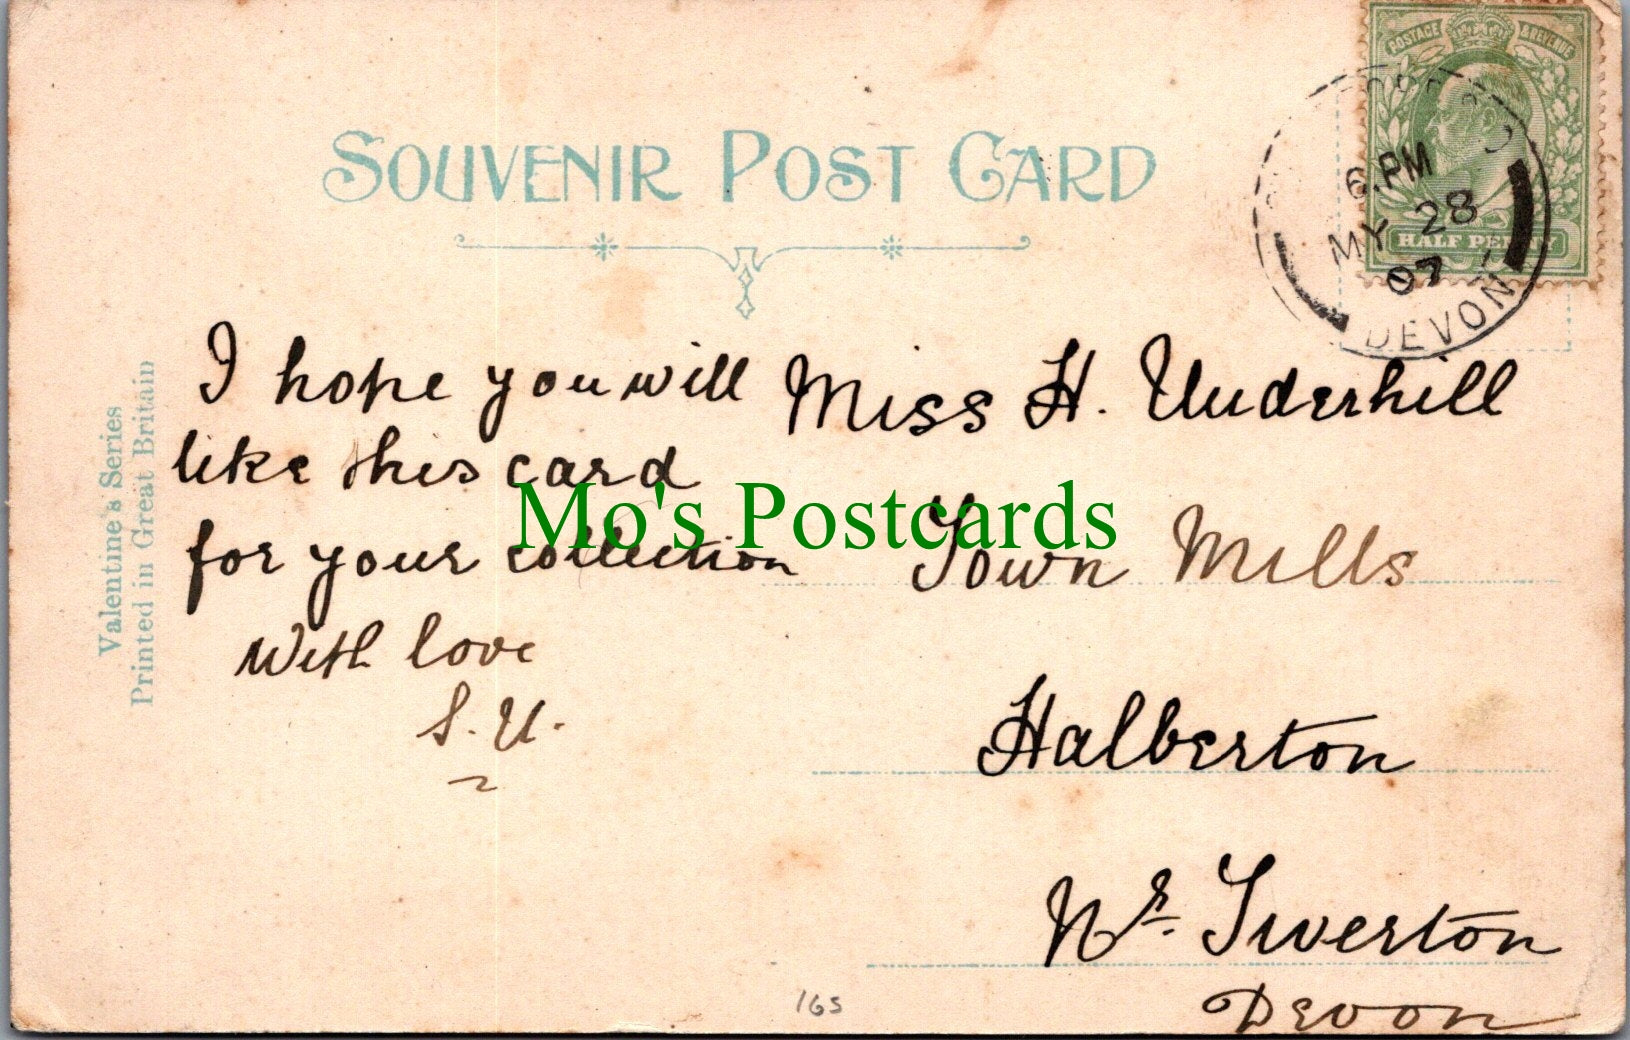 SOUVENIR POST CARD
POSTAGE & REVENUE
HALF PENNY
6.PM
MY 28
07
DEVON
Valentine's Series
Printed in Great Britain
I hope you will
like this card
for your collection
With love
S. U.
Miss H. Underhill
Town Mills
Halberton
Nr. Tiverton
Devon
Mo's Postcards
165